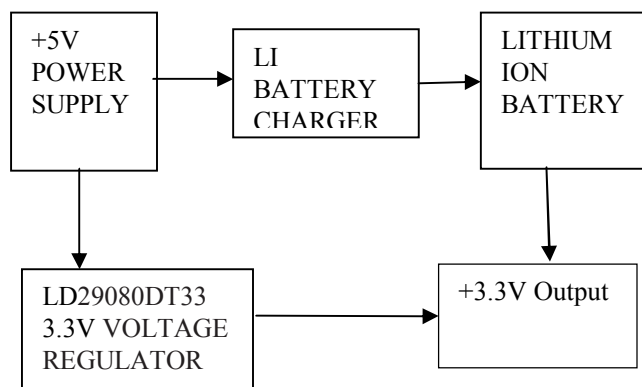 +5V
POWER
SUPPLY
LI
BATTERY
CHARGER
LITHIUM
ION
BATTERY
LD29080DT33
3.3V VOLTAGE
REGULATOR
+3.3V Output